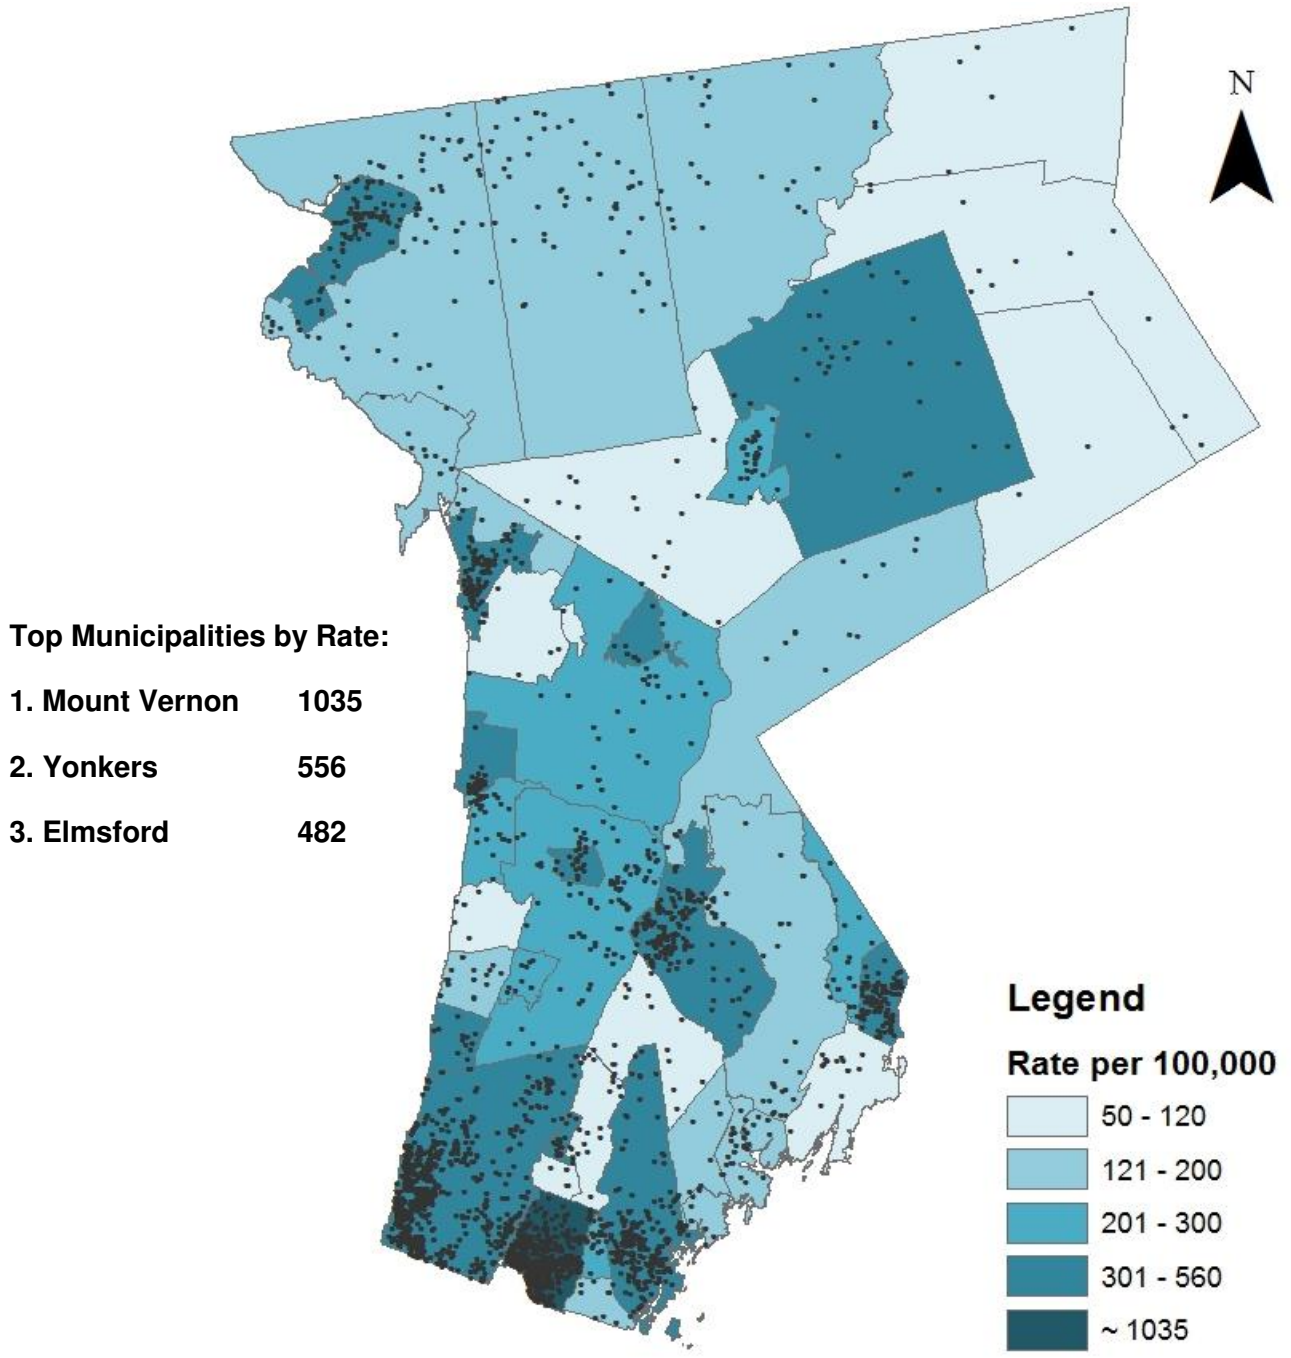 N
Top Municipalities by Rate:
1. Mount Vernon 1035
2. Yonkers 556
3. Elmsford 482
Legend
Rate per 100,000
50 - 120
121 - 200
201 - 300
301 - 560
~ 1035